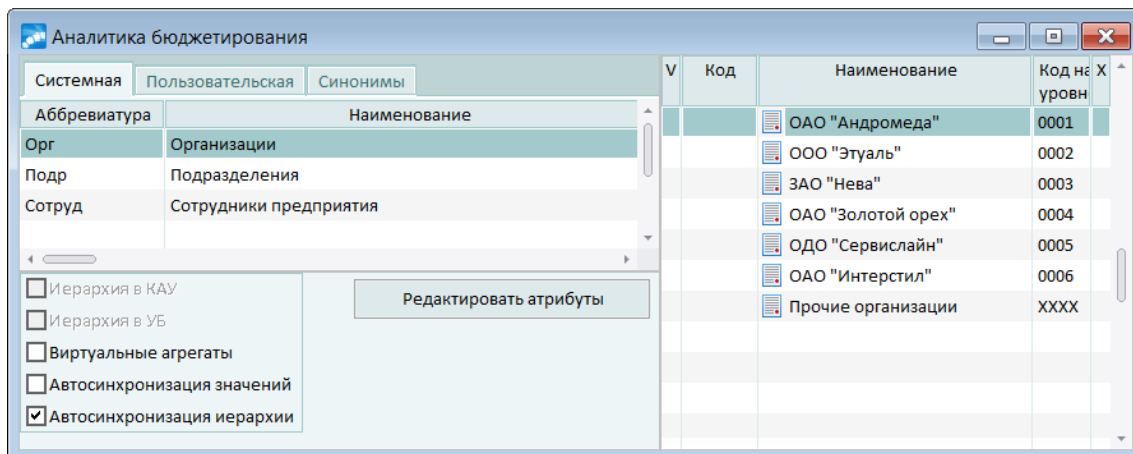 Аналитика бюджетирования
Системная Пользовательская Синонимы
Аббревиатура Наименование
Орг Организации
Подр Подразделения
Сотруд Сотрудники предприятия
Иерархия в КАУ
Иерархия в УБ
Виртуальные агрегаты
Автосинхронизация значений
Автосинхронизация иерархии
Редактировать атрибуты
V Код Наименование Код на X
уровн
ОАО "Андромеда" 0001
ООО "Этуаль" 0002
ЗАО "Нева" 0003
ОАО "Золотой орех" 0004
ОДО "Сервислайн" 0005
ОАО "Интерстил" 0006
Прочие организации XXXX